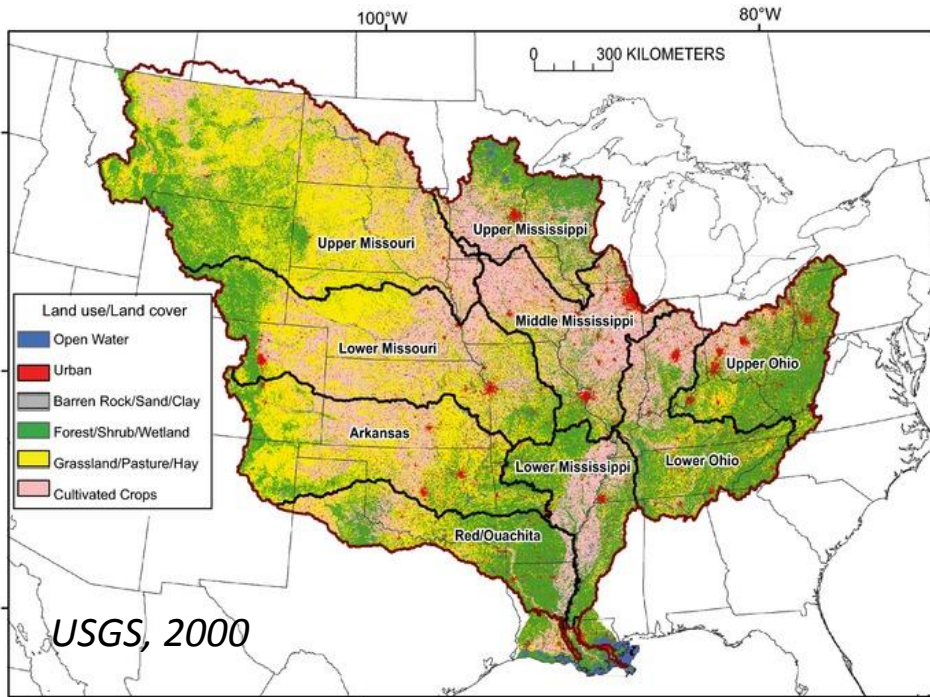 100°W
80°W
0 300 KILOMETERS
Upper Mississippi
Upper Missouri
Land use/Land cover
Open Water
Urban
Barren Rock/Sand/Clay
Forest/Shrub/Wetland
Grassland/Pasture/Hay
Cultivated Crops
Middle Mississippi
Lower Missouri
Upper Ohio
Arkansas
Lower Mississippi
Lower Ohio
Red/Ouachita
USGS, 2000